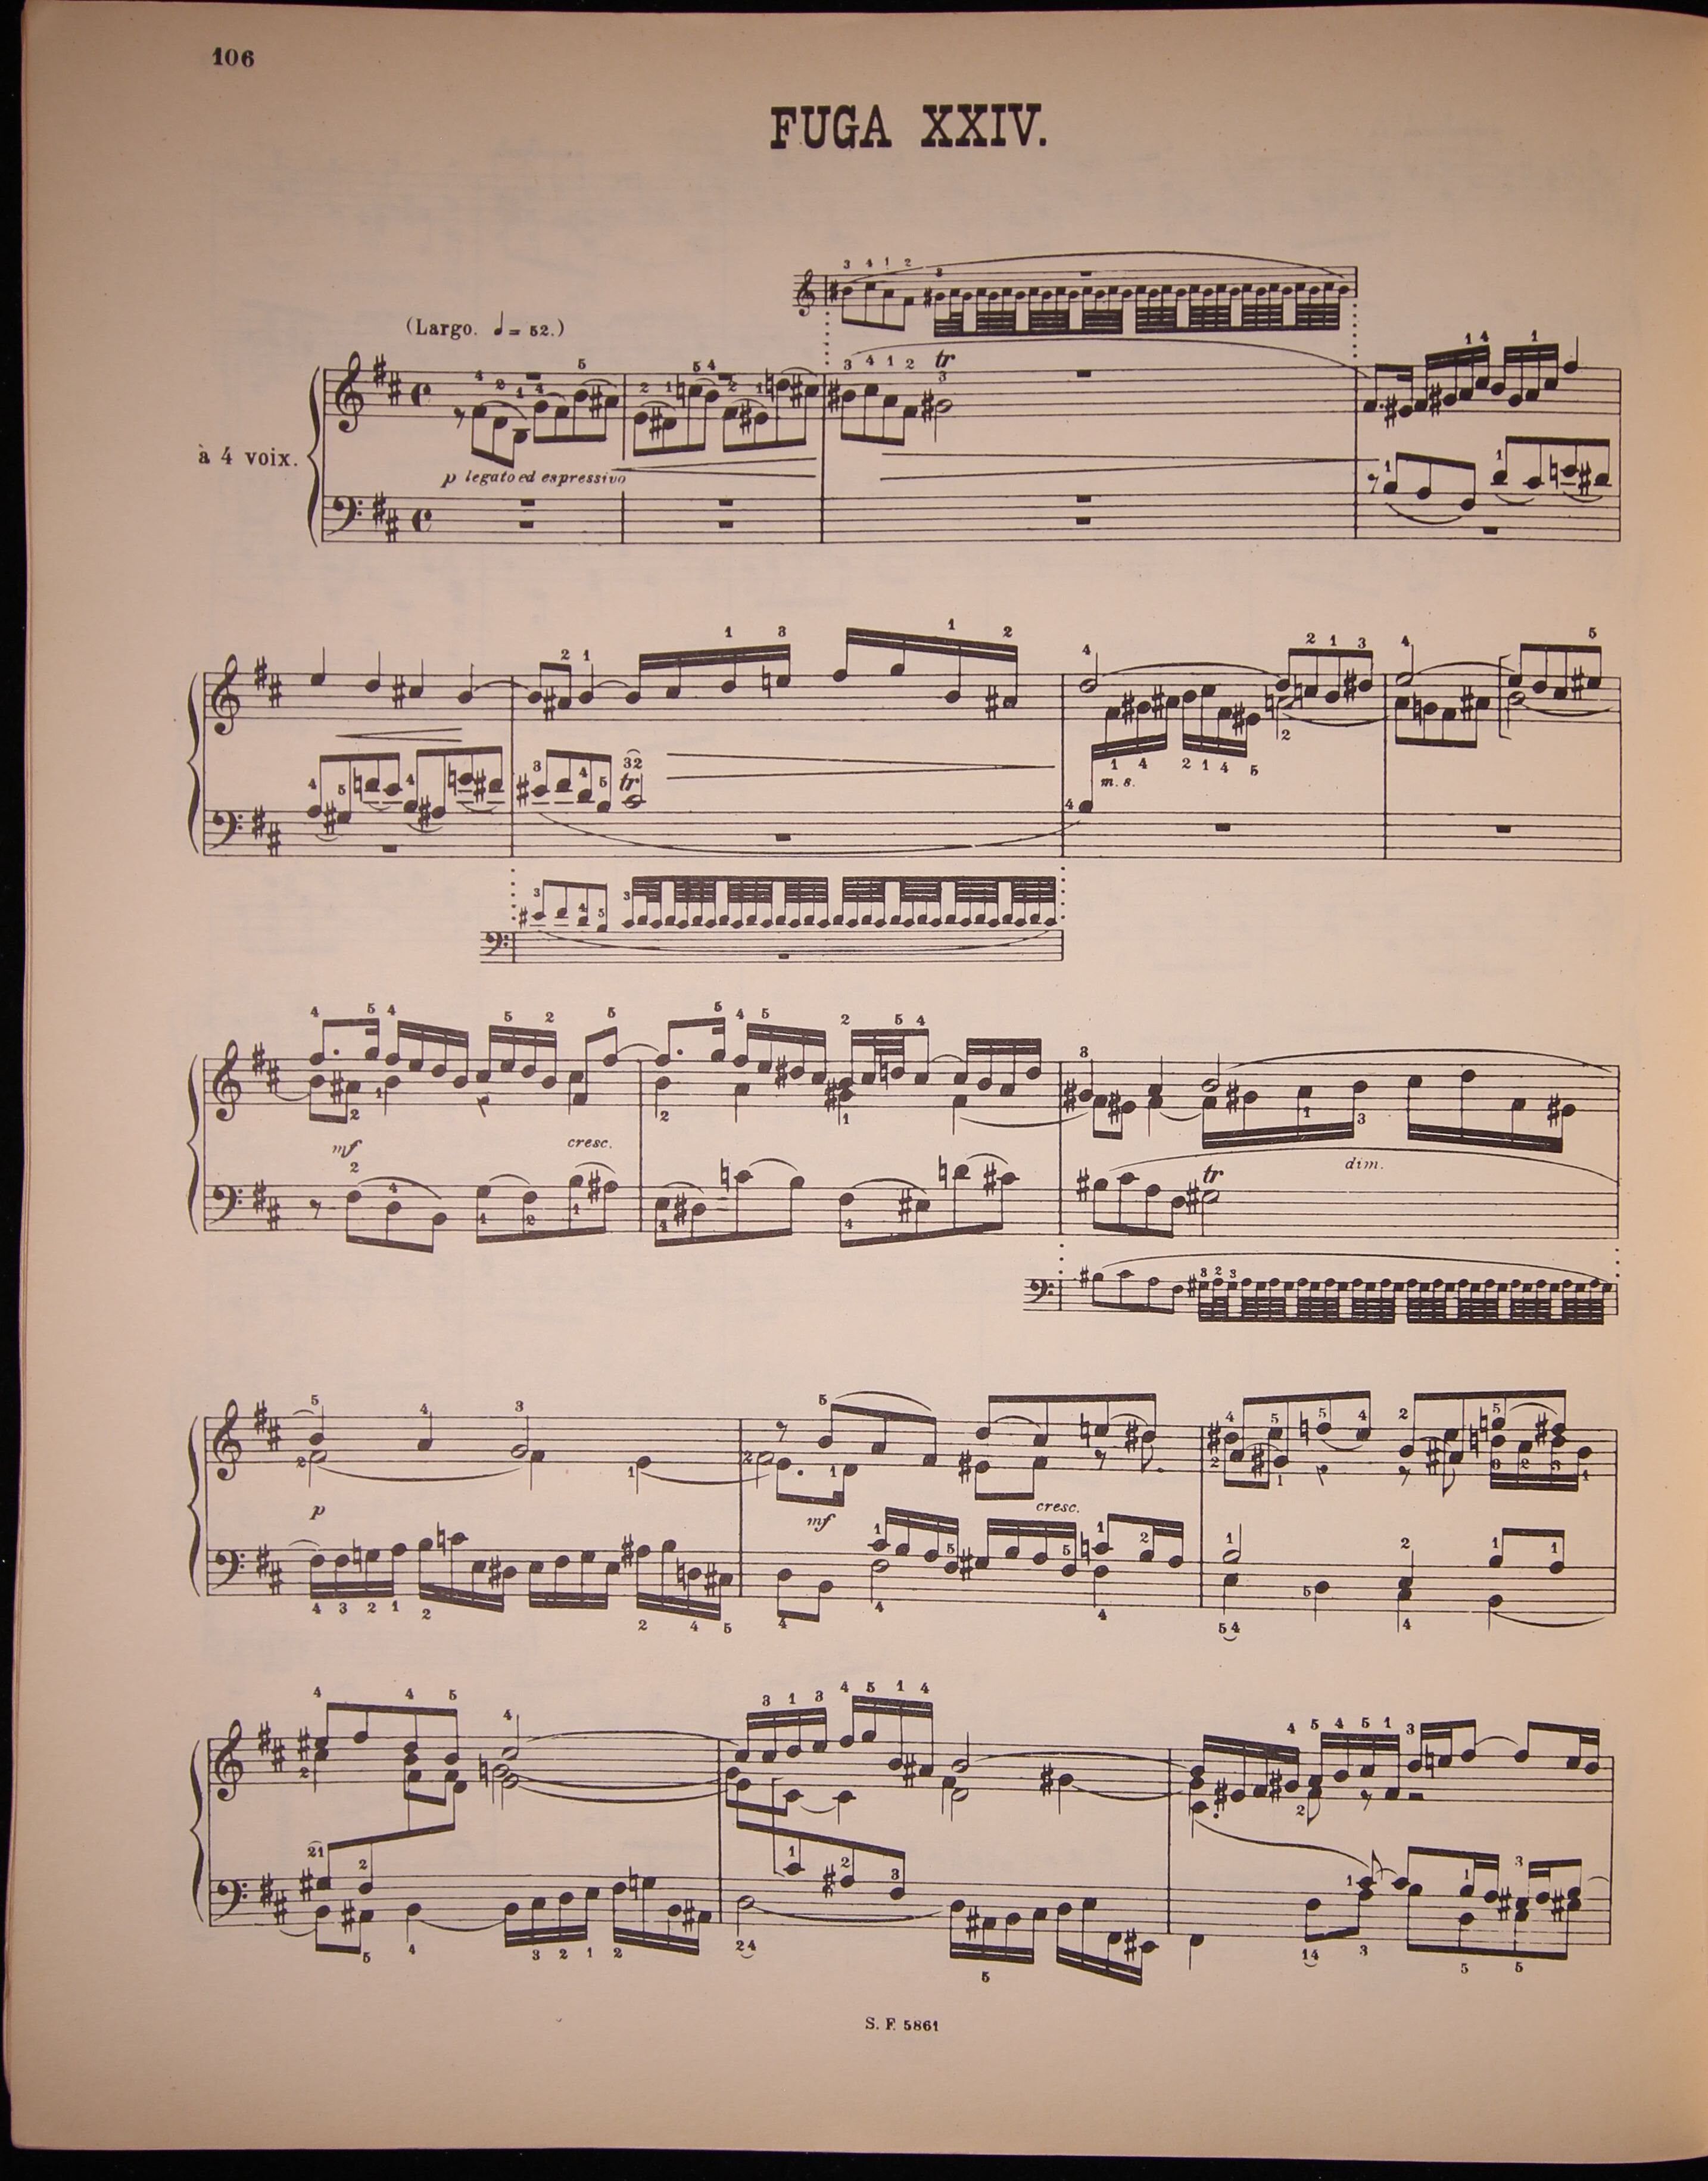 106
FUGA XXIV.
(Largo. ♩ = 52.)
tr
à 4 voix.
p legato ed espressivo
tr
m. s.
mf
cresc.
tr
dim.
p
mf
cresc.
S. F. 5861